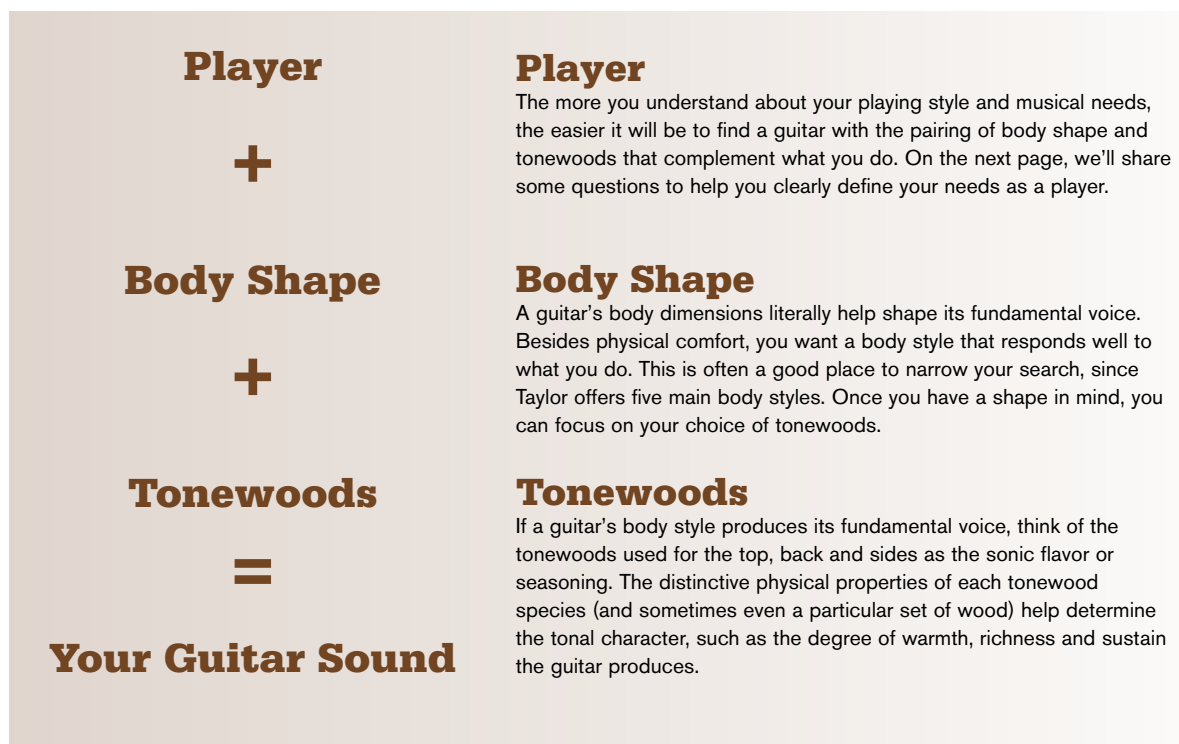 Player
+
Body Shape
+
Tonewoods
=
Your Guitar Sound
Player
The more you understand about your playing style and musical needs,
the easier it will be to find a guitar with the pairing of body shape and
tonewoods that complement what you do. On the next page, we’ll share
some questions to help you clearly define your needs as a player.
Body Shape
A guitar’s body dimensions literally help shape its fundamental voice.
Besides physical comfort, you want a body style that responds well to
what you do. This is often a good place to narrow your search, since
Taylor offers five main body styles. Once you have a shape in mind, you
can focus on your choice of tonewoods.
Tonewoods
If a guitar’s body style produces its fundamental voice, think of the
tonewoods used for the top, back and sides as the sonic flavor or
seasoning. The distinctive physical properties of each tonewood
species (and sometimes even a particular set of wood) help determine
the tonal character, such as the degree of warmth, richness and sustain
the guitar produces.